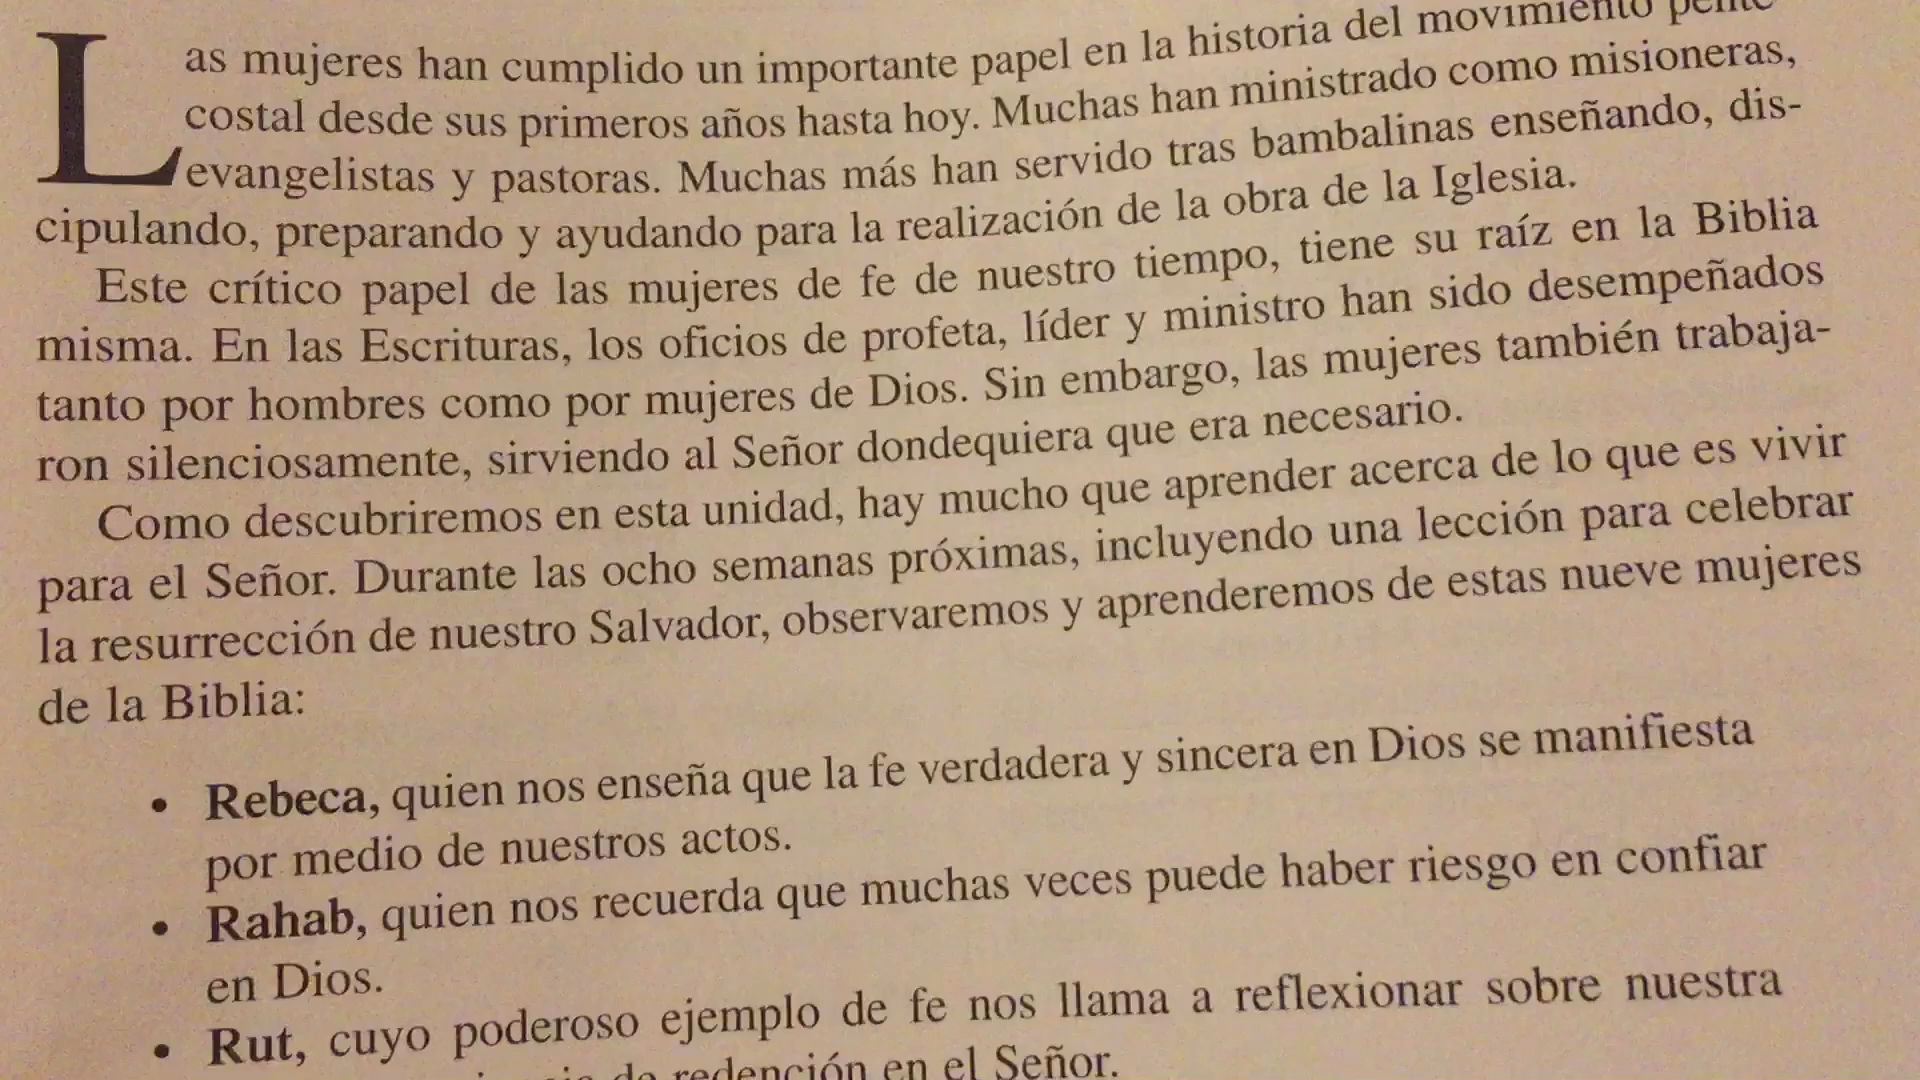 Las mujeres han cumplido un importante papel en la historia del movimiento pente-
costal desde sus primeros años hasta hoy. Muchas han ministrado como misioneras,
evangelistas y pastoras. Muchas más han servido tras bambalinas enseñando, dis-
cipulando, preparando y ayudando para la realización de la obra de la Iglesia.
Este crítico papel de las mujeres de fe de nuestro tiempo, tiene su raíz en la Biblia
misma. En las Escrituras, los oficios de profeta, líder y ministro han sido desempeñados
tanto por hombres como por mujeres de Dios. Sin embargo, las mujeres también trabaja-
ron silenciosamente, sirviendo al Señor dondequiera que era necesario.
Como descubriremos en esta unidad, hay mucho que aprender acerca de lo que es vivir
para el Señor. Durante las ocho semanas próximas, incluyendo una lección para celebrar
la resurrección de nuestro Salvador, observaremos y aprenderemos de estas nueve mujeres
de la Biblia:
• Rebeca, quien nos enseña que la fe verdadera y sincera en Dios se manifiesta
por medio de nuestros actos.
• Rahab, quien nos recuerda que muchas veces puede haber riesgo en confiar
en Dios.
• Rut, cuyo poderoso ejemplo de fe nos llama a reflexionar sobre nuestra
de redención en el Señor.